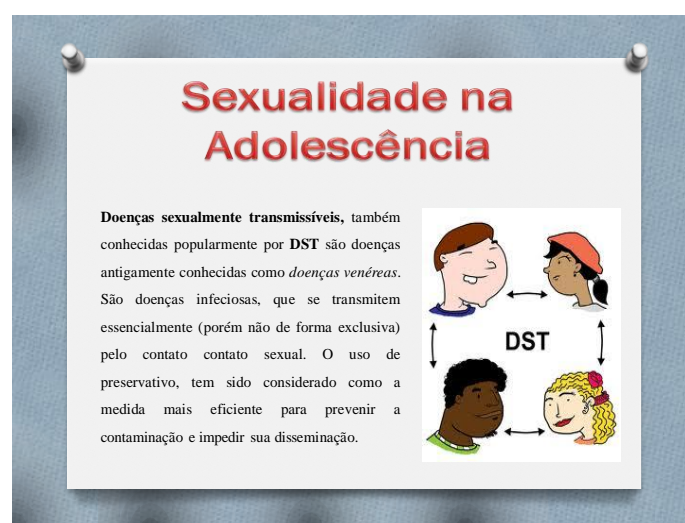 Sexualidade na
Adolescência
Doenças sexualmente transmissíveis, também
conhecidas popularmente por DST são doenças
antigamente conhecidas como doenças venéreas.
São doenças infeciosas, que se transmitem
essencialmente (porém não de forma exclusiva)
pelo contato contato sexual. O uso de
preservativo, tem sido considerado como a
medida mais eficiente para prevenir a
contaminação e impedir sua disseminação.
DST